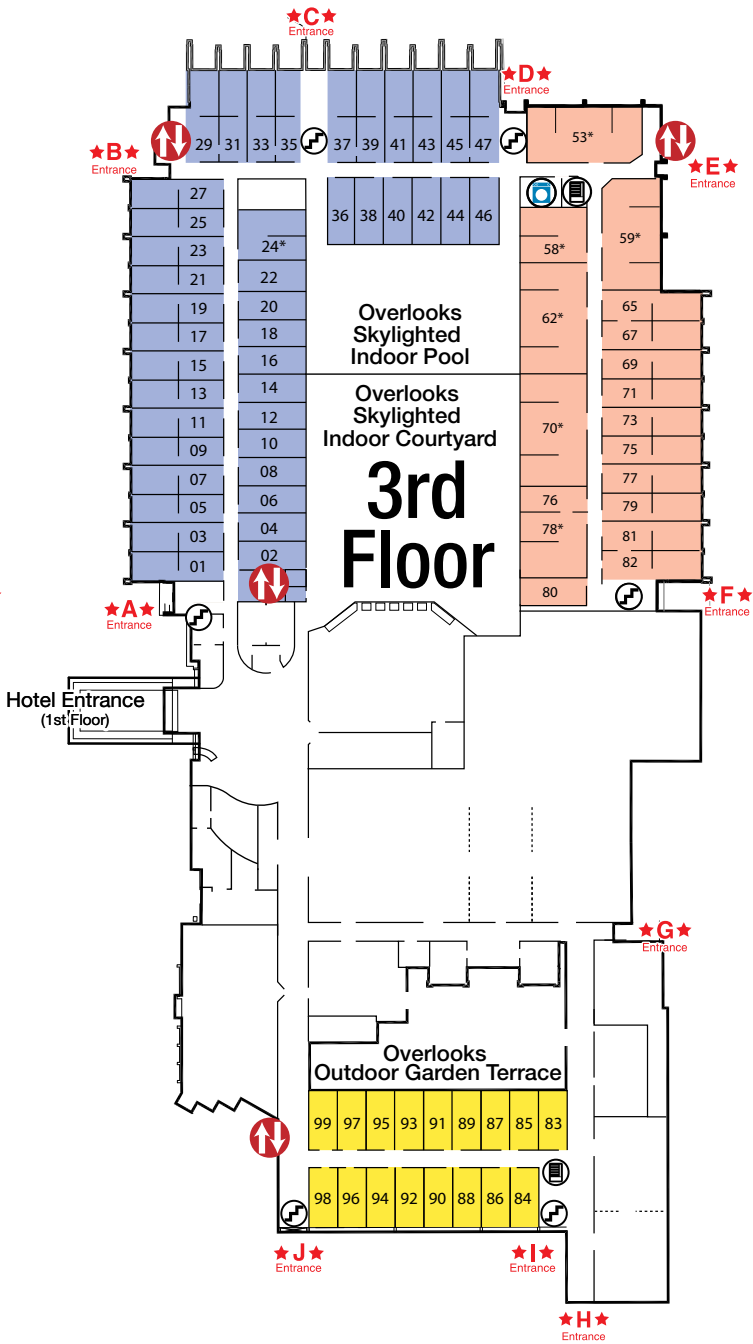 ★C★
Entrance
★D★
Entrance
★B★
Entrance
★E★
Entrance
29 31 33 35 37 39 41 43 45 47 53*
27
25
23
21
19
17
15
13
11
09
07
05
03
01
24*
22
20
18
16
14
12
10
08
06
04
02
36 38 40 42 44 46
Overlooks
Skylighted
Indoor Pool
Overlooks
Skylighted
Indoor Courtyard
3rd
Floor
58*
62*
70*
76
78*
80
59*
65
67
69
71
73
75
77
79
81
82
★A★
Entrance
★F★
Entrance
Hotel Entrance
(1st Floor)
★G★
Entrance
Overlooks
Outdoor Garden Terrace
99 97 95 93 91 89 87 85 83
98 96 94 92 90 88 86 84
★J★
Entrance
★I★
Entrance
★H★
Entrance